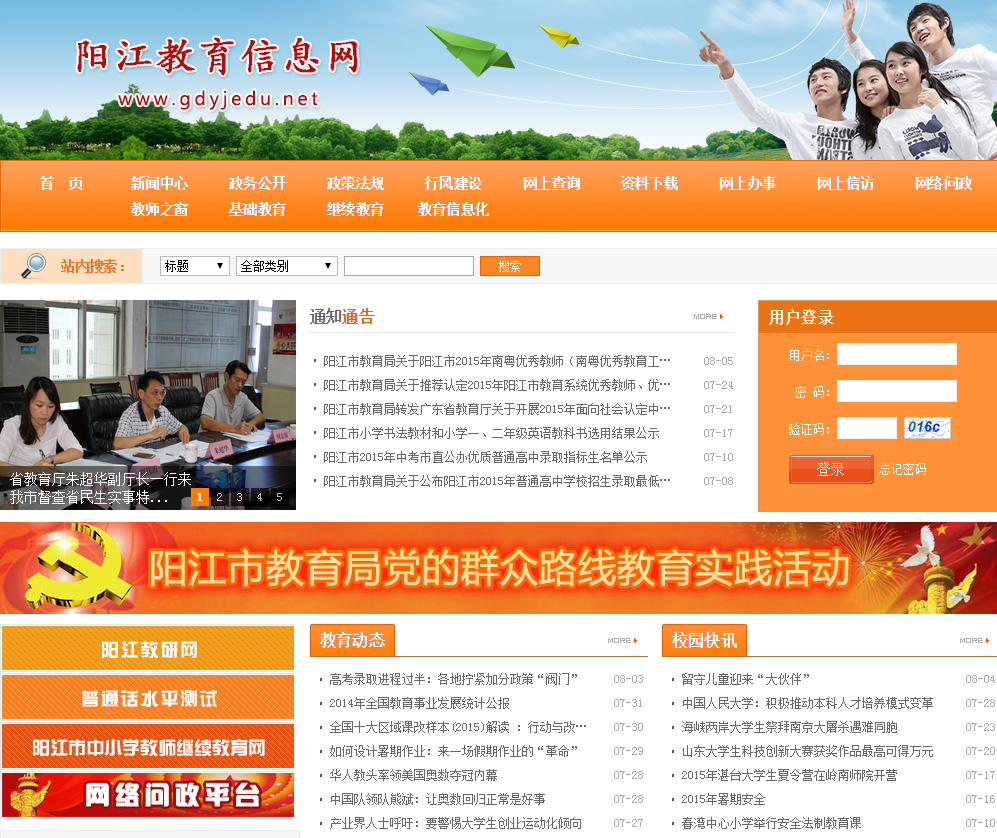 阳江教育信息网
www.gdyjedu.net
首 页 新闻中心 政务公开 政策法规 行风建设 网上查询 资料下载 网上办事 网上信访 网络问政
教师之窗 基础教育 继续教育 教育信息化
站内搜索： 标题 全部类别 搜索
省教育厅朱超华副厅长一行来
我市督查省民生实事特...
1 2 3 4 5
通知通告 MORE
阳江市教育局关于阳江市2015年南粤优秀教师（南粤优秀教育工… 08-05
阳江市教育局关于推荐认定2015年阳江市教育系统优秀教师、优… 07-24
阳江市教育局转发广东省教育厅关于开展2015年面向社会认定中… 07-21
阳江市小学书法教材和小学一、二年级英语教科书选用结果公示 07-17
阳江市2015年中考市直公办优质普通高中录取指标生名单公示 07-10
阳江市教育局关于公布阳江市2015年普通高中学校招生录取最低… 07-08
用户登录
用户名：
密 码：
验证码： 016c
登录 忘记密码
阳江市教育局党的群众路线教育实践活动
阳江教研网
普通话水平测试
阳江市中小学教师继续教育网
网络问政平台
教育动态 MORE
高考录取进程过半：各地拧紧加分政策“阀门” 08-03
2014年全国教育事业发展统计公报 07-31
全国十大区域课改样本(2015)解读 ：行动与改… 07-30
如何设计暑期作业：来一场假期作业的“革命” 07-29
华人教头率领美国奥数夺冠内幕 07-28
中国队领队熊斌：让奥数回归正常是好事 07-28
产业界人士呼吁：要警惕大学生创业运动化倾向 07-27
校园快讯 MORE
留守儿童迎来“大伙伴” 08-04
中国人民大学：积极推动本科人才培养模式变革 07-28
海峡两岸大学生祭拜南京大屠杀遇难同胞 07-23
山东大学生科技创新大赛获奖作品最高可得万元 07-20
2015年湛台大学生夏令营在岭南师院开营 07-17
2015年暑期安全 07-16
春湾中心小学举行安全法制教育课 07-10